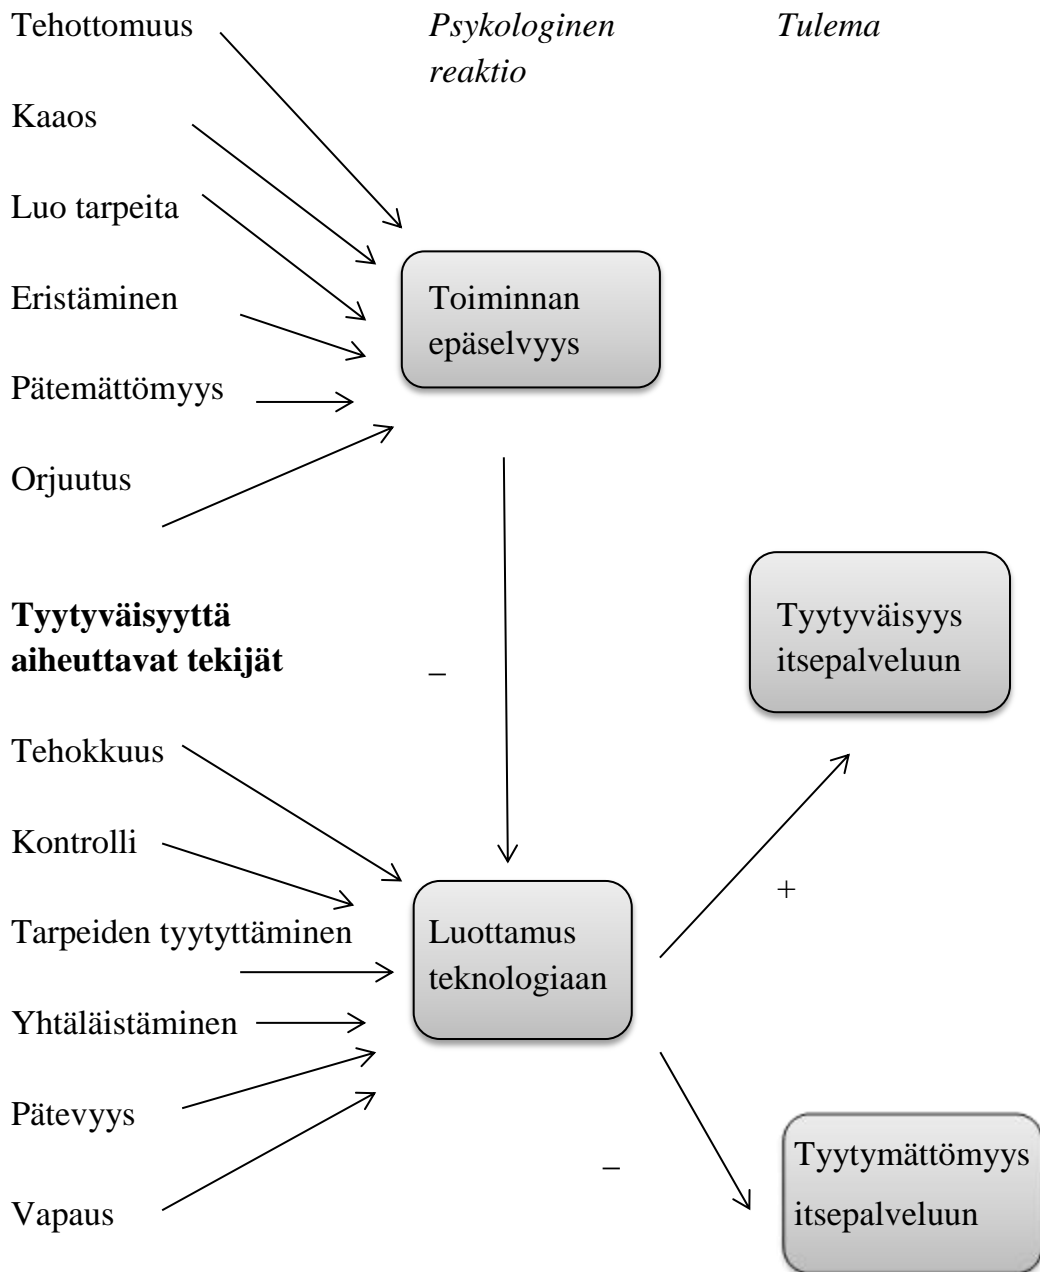 Tehottomuus
Psykologinen
reaktio
Tulema
Kaaos
Luo tarpeita
Eristäminen
Pätemättömyys
Orjuutus
Toiminnan
epäselvyys
Tyytyväisyyttä
aiheuttavat tekijät
–
Tyytyväisyys
itsepalveluun
Tehokkuus
Kontrolli
Tarpeiden tyytyttäminen
Yhtäläistäminen
Pätevyys
Vapaus
Luottamus
teknologiaan
+
–
Tyytymättömyys
itsepalveluun